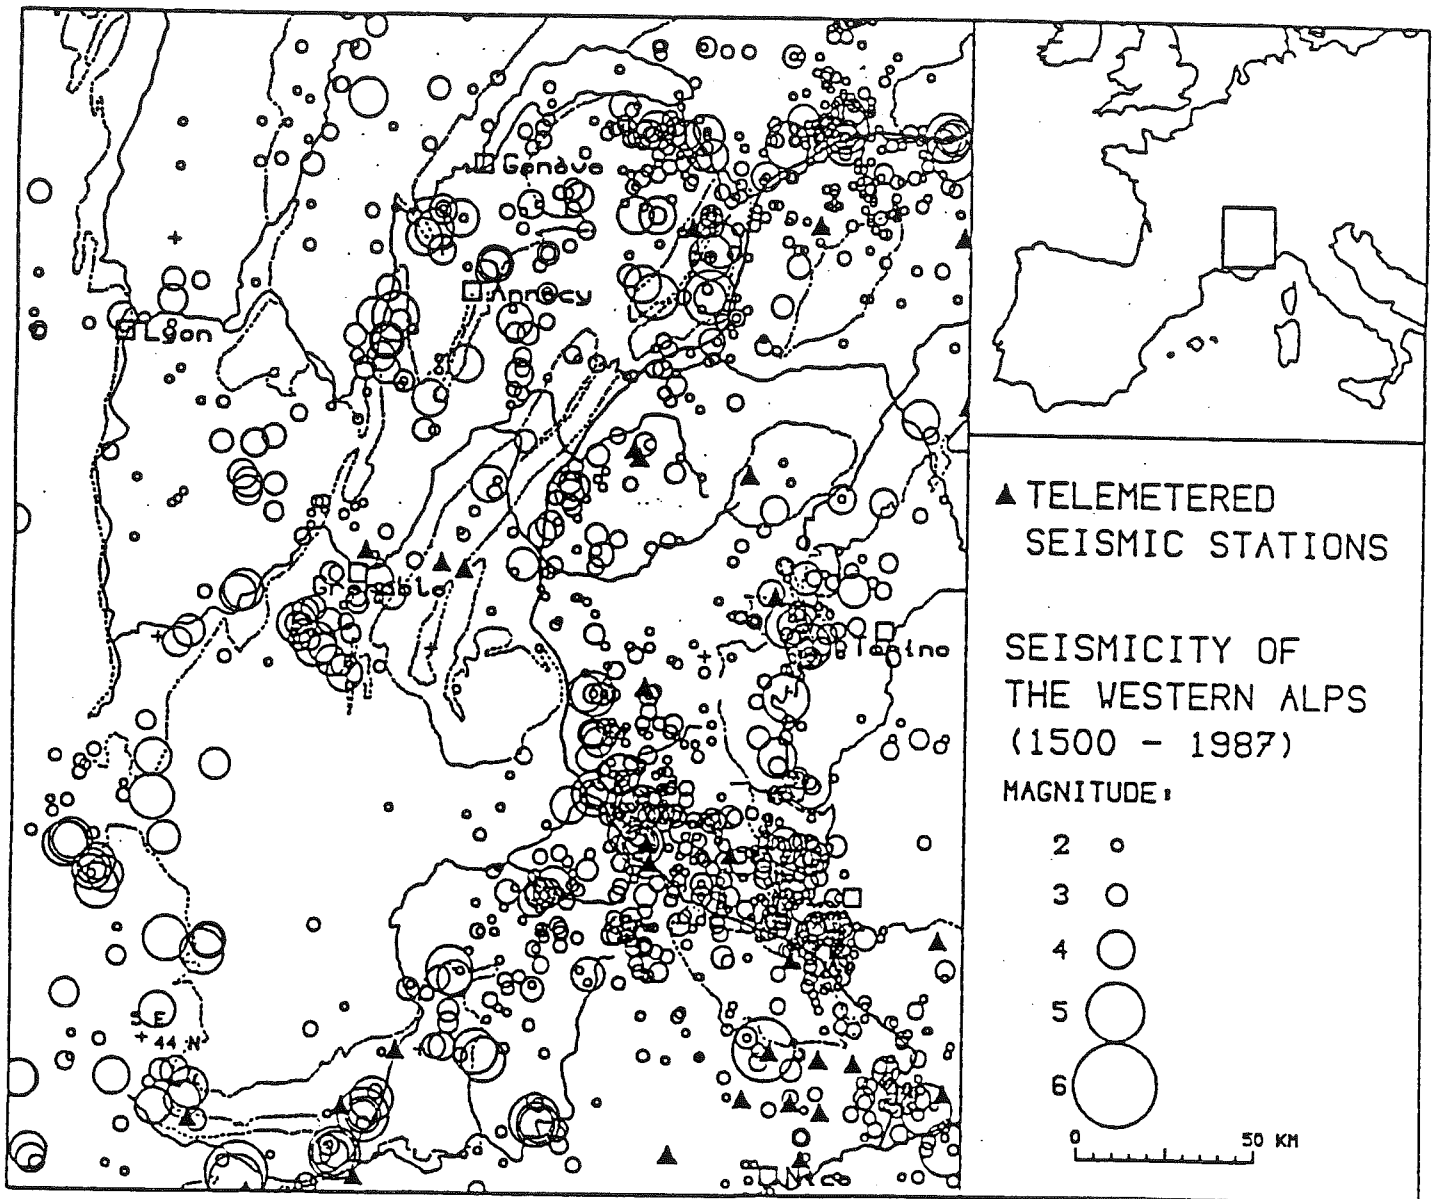 Genève
Annecy
Lyon
Grenoble
Torino
5 E
44 N
▲ TELEMETERED
SEISMIC STATIONS
SEISMICITY OF
THE WESTERN ALPS
(1500 - 1987)
MAGNITUDE:
2
3
4
5
6
0 50 KM